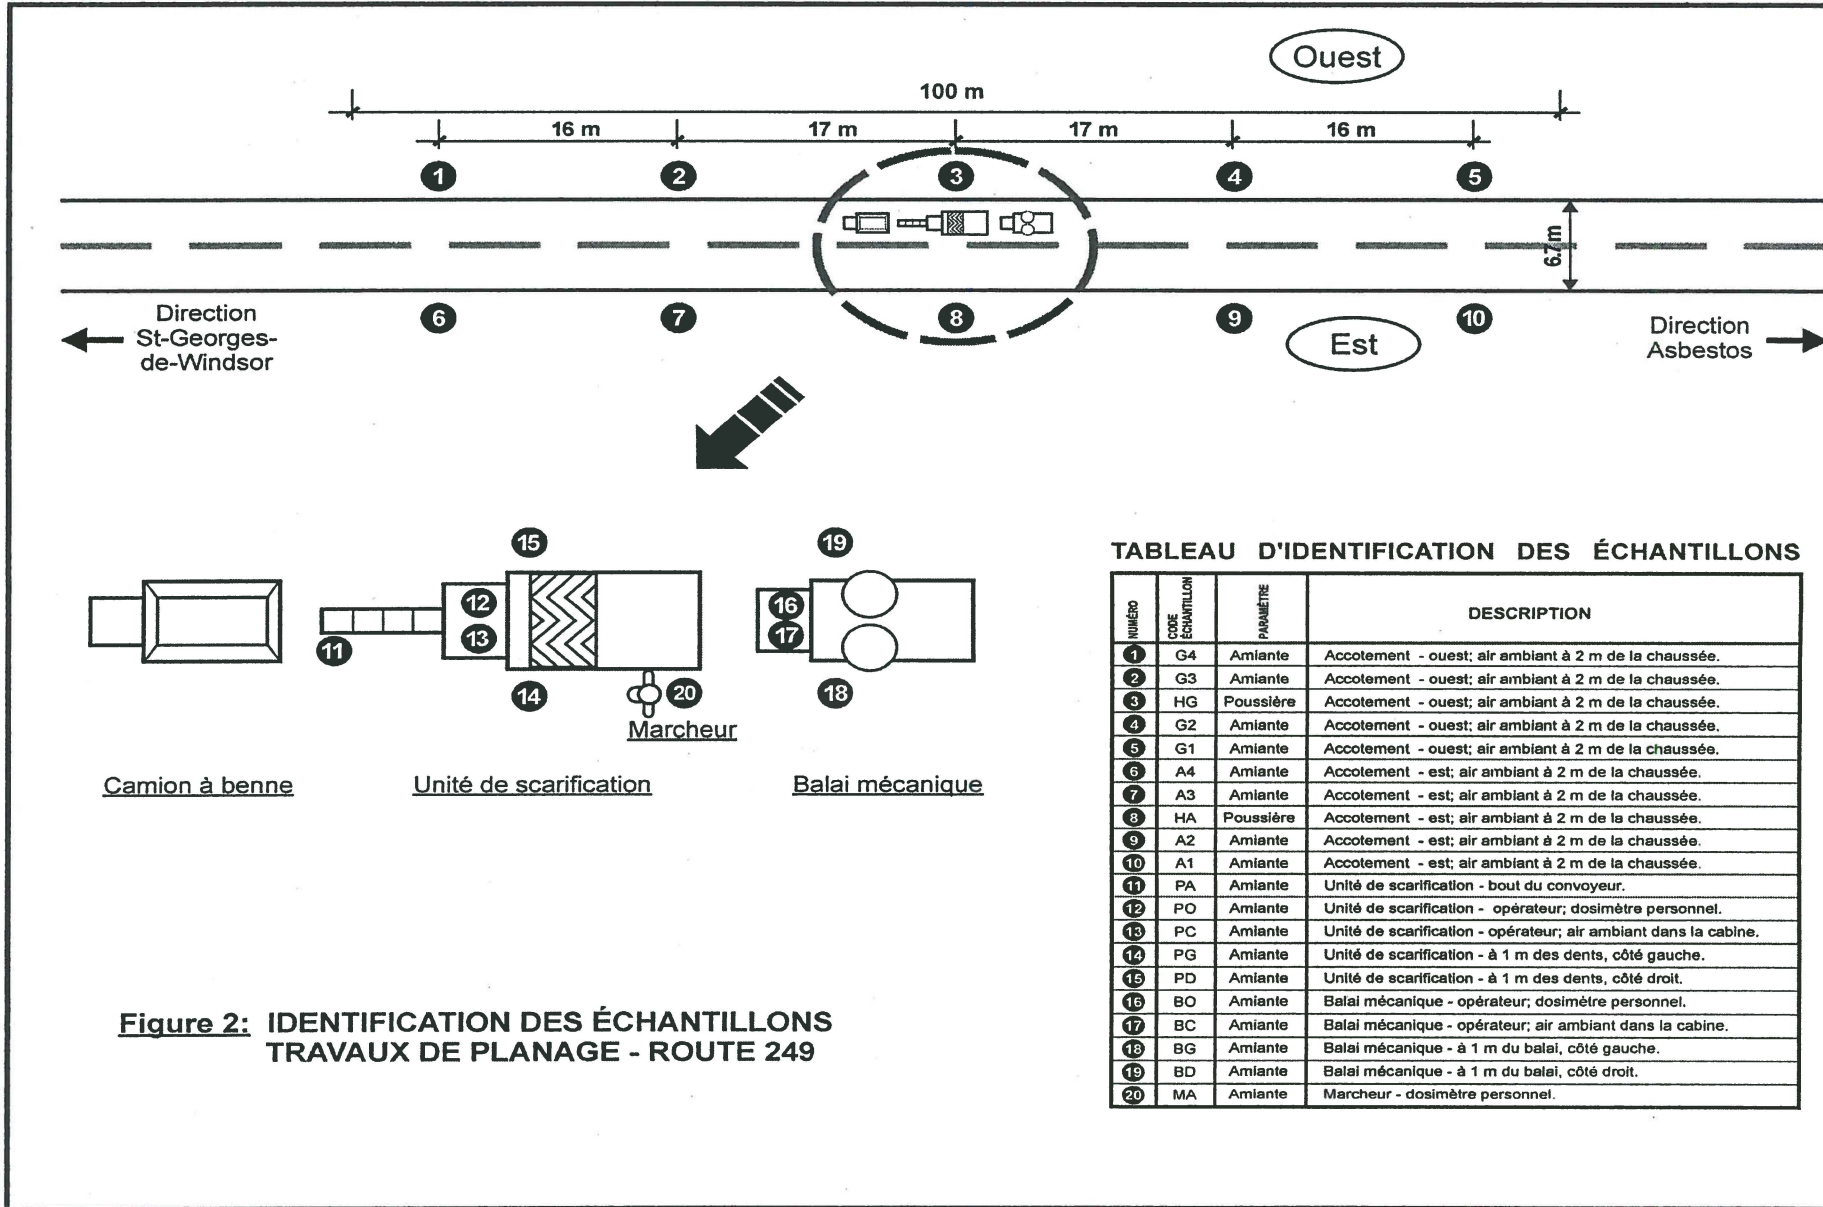 Ouest
100 m
16 m 17 m 17 m 16 m
1 2 3 4 5
6.7 m
6 7 8 9 10
Direction
St-Georges-
de-Windsor
Est
Direction
Asbestos
15 19
12 16
13 17
11
14 20 18
Marcheur
Camion à benne Unité de scarification Balai mécanique
TABLEAU D'IDENTIFICATION DES ÉCHANTILLONS
NUMÉRO CODE ÉCHANTILLON PARAMÈTRE DESCRIPTION
1 G4 Amiante Accotement - ouest; air ambiant à 2 m de la chaussée.
2 G3 Amiante Accotement - ouest; air ambiant à 2 m de la chaussée.
3 HG Poussière Accotement - ouest; air ambiant à 2 m de la chaussée.
4 G2 Amiante Accotement - ouest; air ambiant à 2 m de la chaussée.
5 G1 Amiante Accotement - ouest; air ambiant à 2 m de la chaussée.
6 A4 Amiante Accotement - est; air ambiant à 2 m de la chaussée.
7 A3 Amiante Accotement - est; air ambiant à 2 m de la chaussée.
8 HA Poussière Accotement - est; air ambiant à 2 m de la chaussée.
9 A2 Amiante Accotement - est; air ambiant à 2 m de la chaussée.
10 A1 Amiante Accotement - est; air ambiant à 2 m de la chaussée.
11 PA Amiante Unité de scarification - bout du convoyeur.
12 PO Amiante Unité de scarification - opérateur; dosimètre personnel.
13 PC Amiante Unité de scarification - opérateur; air ambiant dans la cabine.
14 PG Amiante Unité de scarification - à 1 m des dents, côté gauche.
15 PD Amiante Unité de scarification - à 1 m des dents, côté droit.
16 BO Amiante Balai mécanique - opérateur; dosimètre personnel.
17 BC Amiante Balai mécanique - opérateur; air ambiant dans la cabine.
18 BG Amiante Balai mécanique - à 1 m du balai, côté gauche.
19 BD Amiante Balai mécanique - à 1 m du balai, côté droit.
20 MA Amiante Marcheur - dosimètre personnel.
Figure 2: IDENTIFICATION DES ÉCHANTILLONS
TRAVAUX DE PLANAGE - ROUTE 249